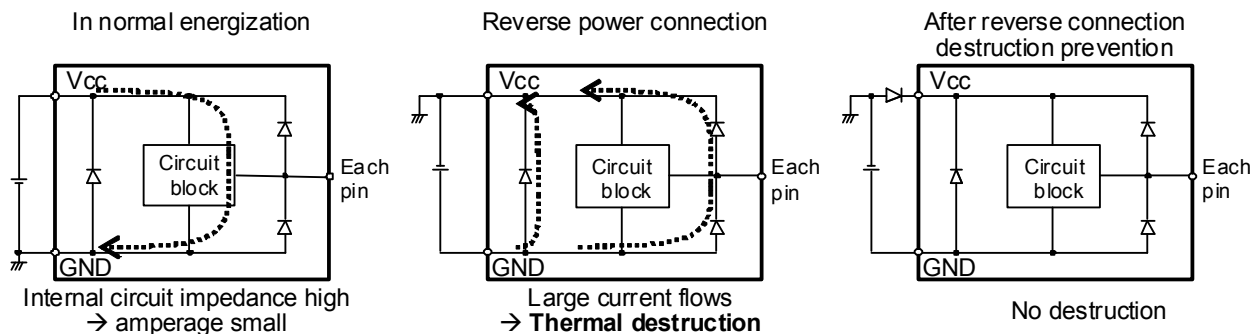 In normal energization
Vcc
Circuit
block
Each
pin
GND
Internal circuit impedance high
→ amperage small
Reverse power connection
Vcc
Circuit
block
Each
pin
GND
Large current flows
→ Thermal destruction
After reverse connection
destruction prevention
Vcc
Circuit
block
Each
pin
GND
No destruction